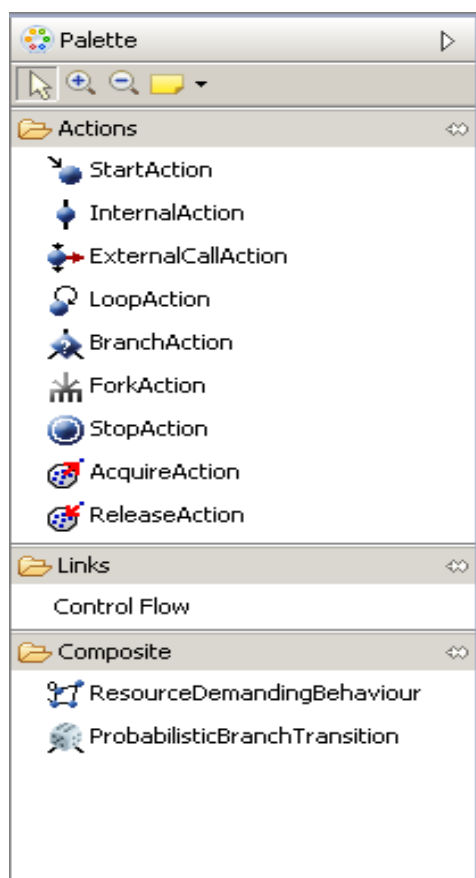 Palette
Actions
StartAction
InternalAction
ExternalCallAction
LoopAction
BranchAction
ForkAction
StopAction
AcquireAction
ReleaseAction
Links
Control Flow
Composite
ResourceDemandingBehaviour
ProbabilisticBranchTransition